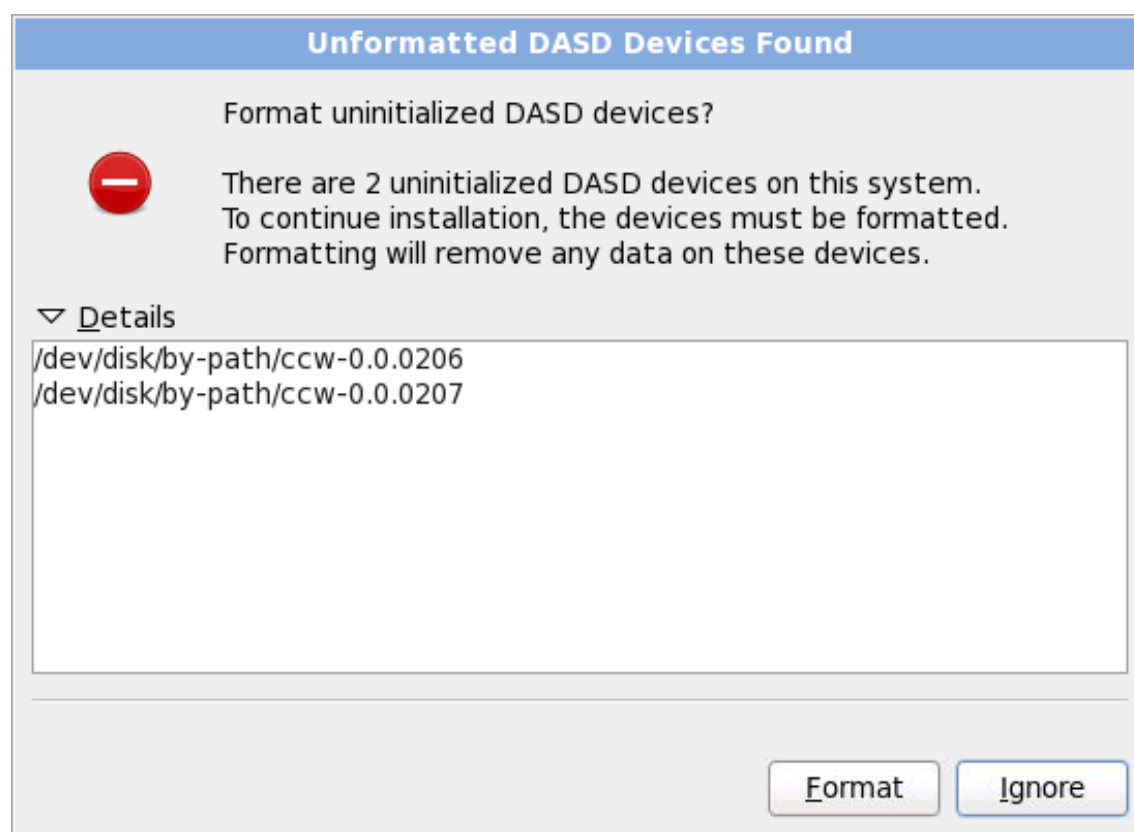 Unformatted DASD Devices Found
Format uninitialized DASD devices?
There are 2 uninitialized DASD devices on this system.
To continue installation, the devices must be formatted.
Formatting will remove any data on these devices.
Details
/dev/disk/by-path/ccw-0.0.0206
/dev/disk/by-path/ccw-0.0.0207
Format
Ignore